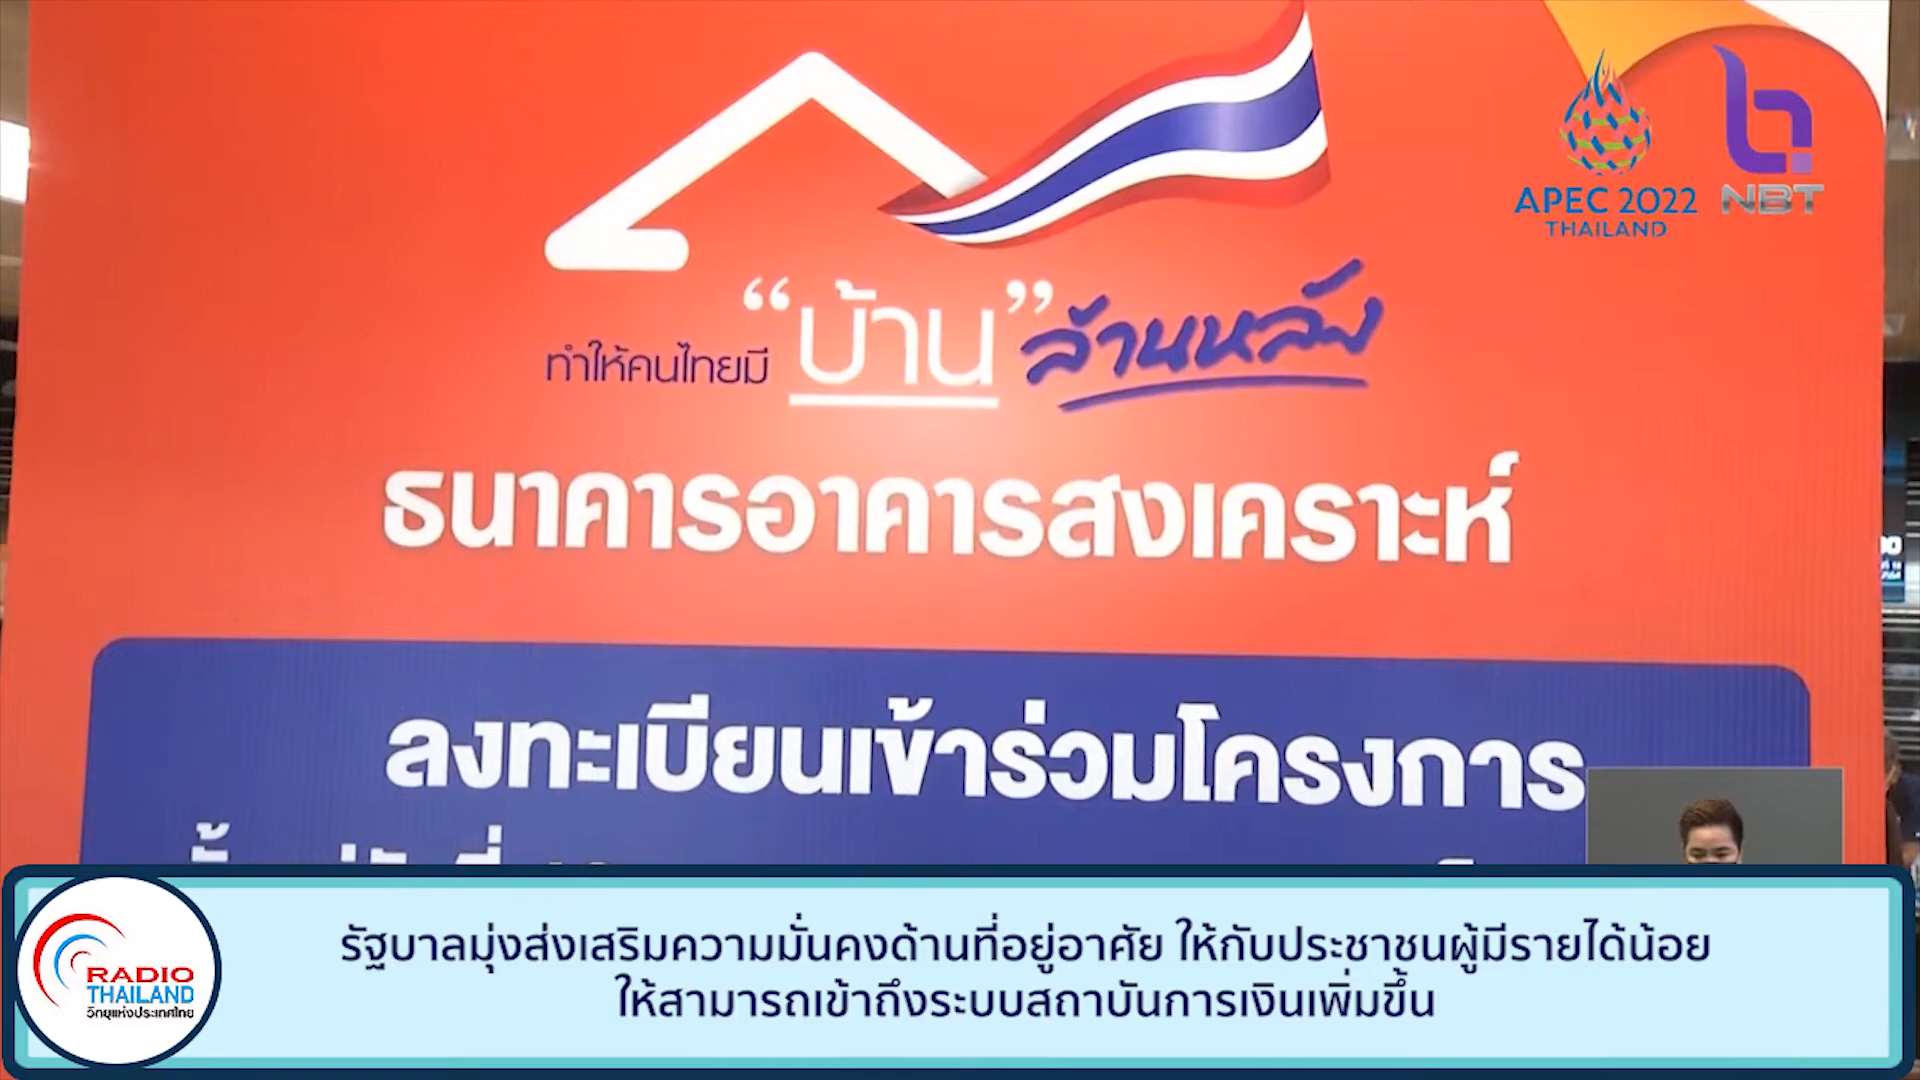 APEC 2022
THAILAND
NBT
ทำให้คนไทยมี "บ้าน" ล้านหลัง
ธนาคารอาคารสงเคราะห์
ลงทะเบียนเข้าร่วมโครงการ
RADIO
THAILAND
วิทยุแห่งประเทศไทย
รัฐบาลมุ่งส่งเสริมความมั่นคงด้านที่อยู่อาศัย ให้กับประชาชนผู้มีรายได้น้อย
ให้สามารถเข้าถึงระบบสถาบันการเงินเพิ่มขึ้น